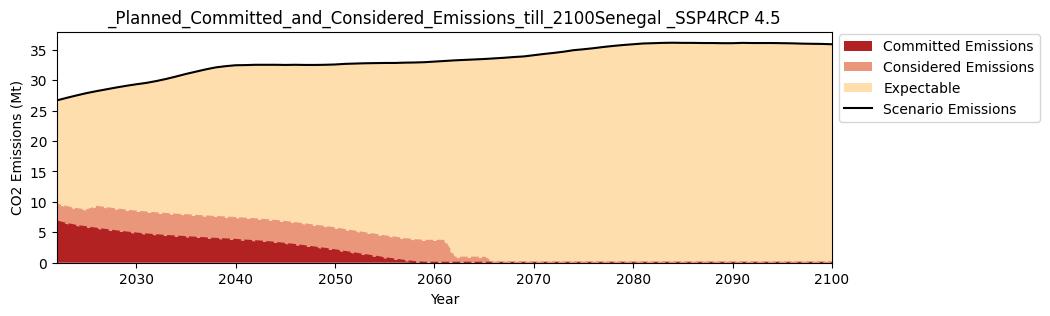 _Planned_Committed_and_Considered_Emissions_till_2100Senegal _SSP4RCP 4.5
CO2 Emissions (Mt)
35
30
25
20
15
10
5
0
2030 2040 2050 2060 2070 2080 2090 2100
Year
Committed Emissions
Considered Emissions
Expectable
Scenario Emissions